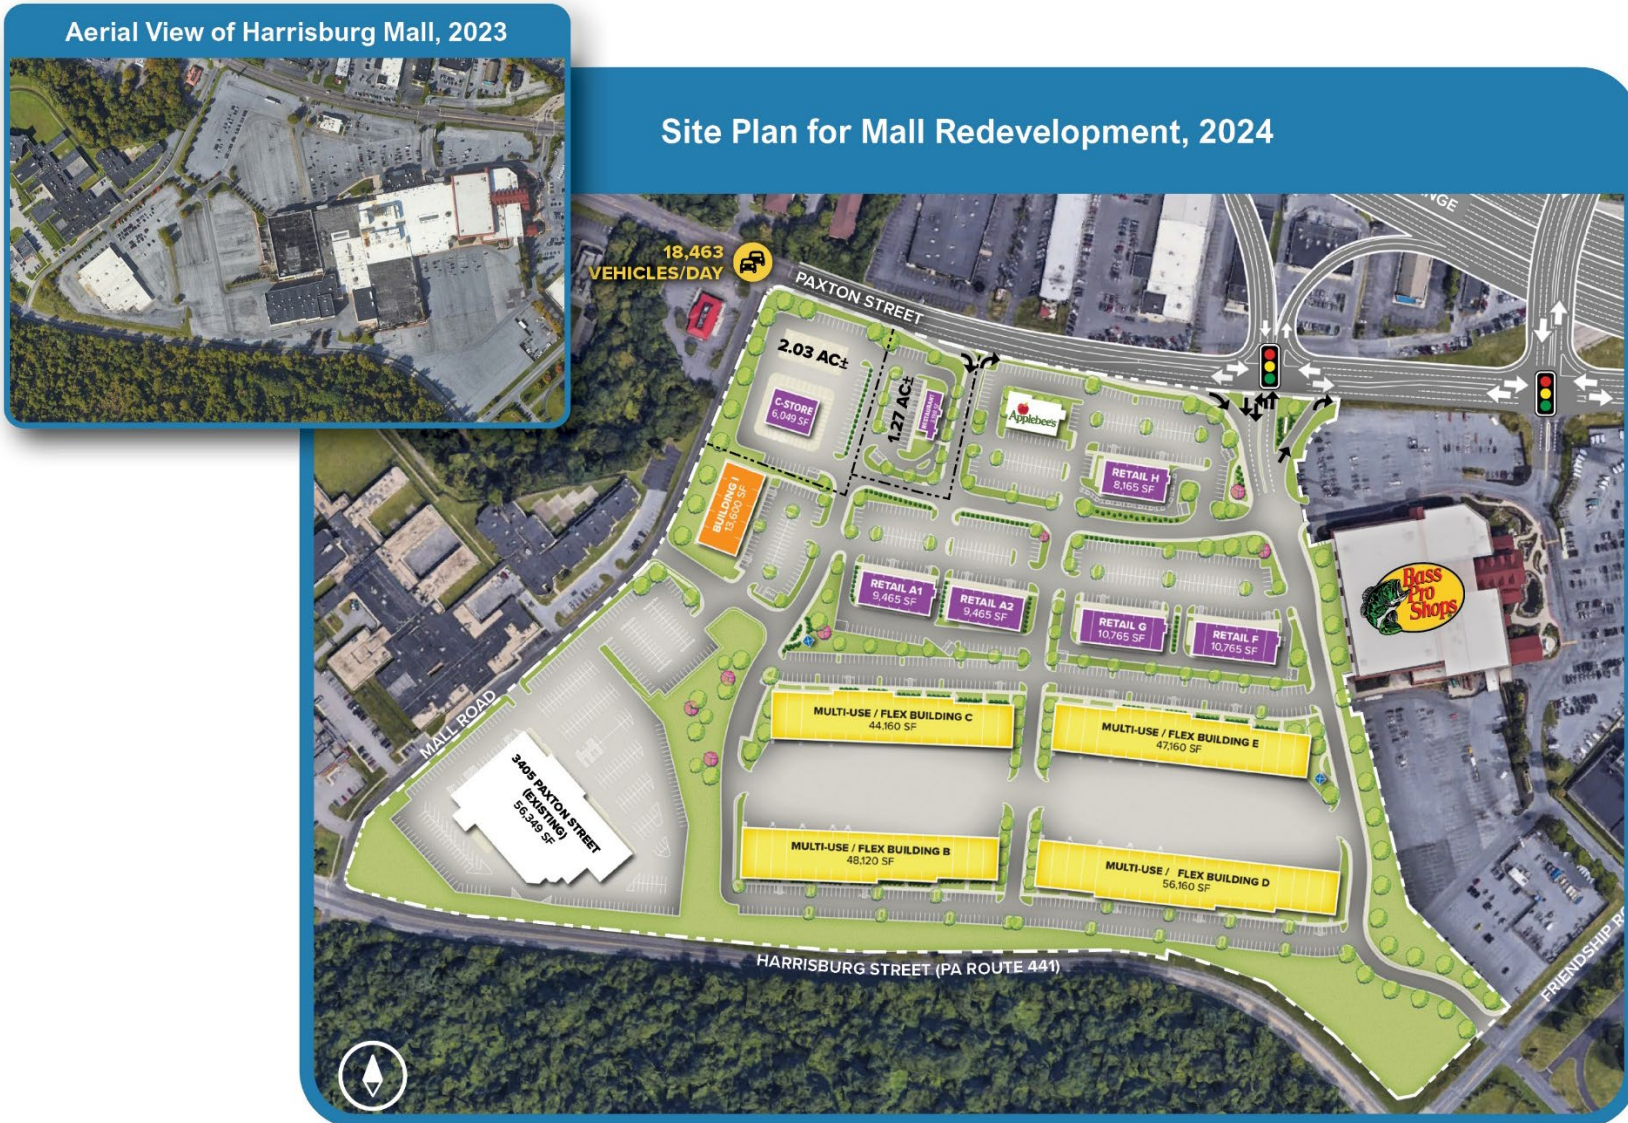 Aerial View of Harrisburg Mall, 2023
Site Plan for Mall Redevelopment, 2024
NGE
18,463
VEHICLES/DAY
PAXTON STREET
2.03 AC±
C-STORE
6,049 SF
1.27 AC±
RESTAURANT
Applebee's
RETAIL H
8,165 SF
BUILDING I
13,600 SF
RETAIL A1
9,465 SF
RETAIL A2
9,465 SF
RETAIL G
10,765 SF
RETAIL F
10,765 SF
Bass
Pro
Shops
MALL ROAD
MULTI-USE / FLEX BUILDING C
44,160 SF
MULTI-USE / FLEX BUILDING E
47,160 SF
3405 PAXTON STREET
(EXISTING)
56,349 SF
MULTI-USE / FLEX BUILDING B
48,120 SF
MULTI-USE / FLEX BUILDING D
56,160 SF
HARRISBURG STREET (PA ROUTE 441)
FRIENDSHIP RO